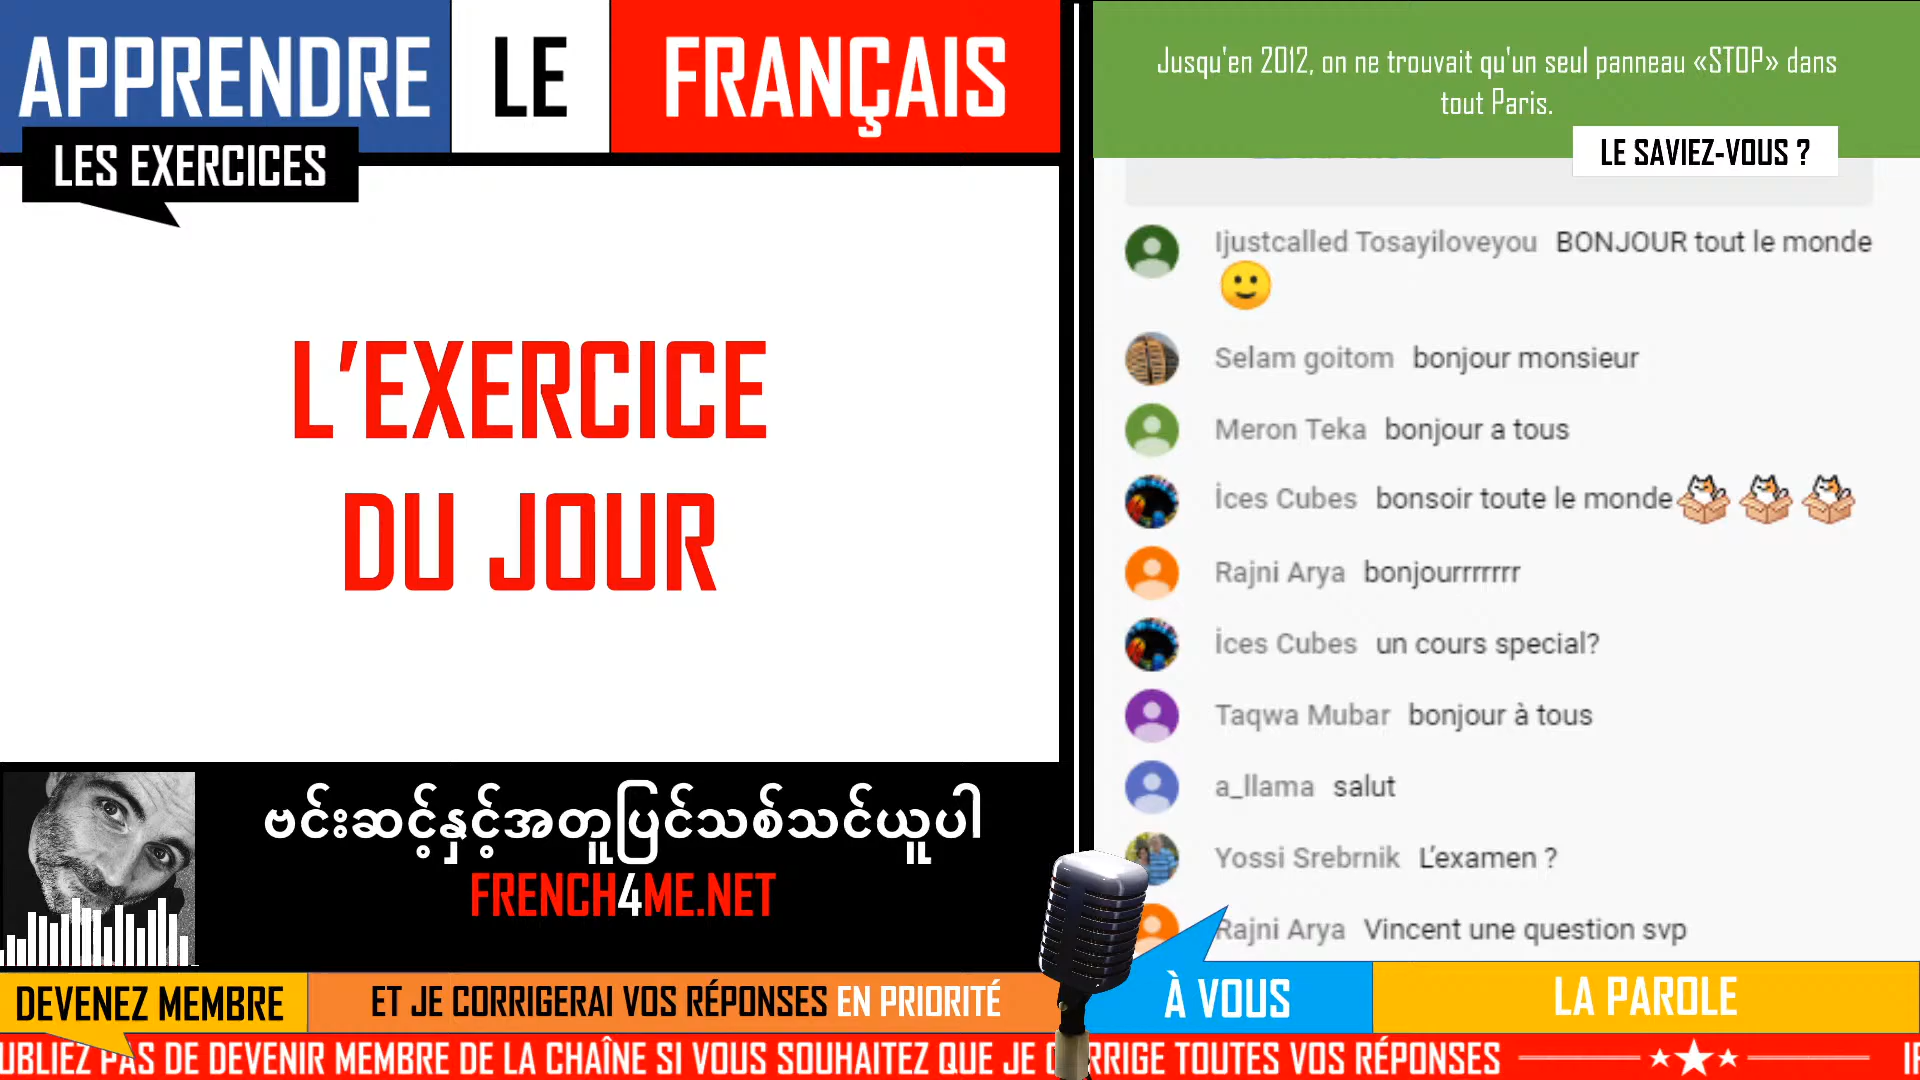 APPRENDRE LE FRANÇAIS
LES EXERCICES
L'EXERCICE
DU JOUR
ဗင်းဆင့်နှင့်အတူပြင်သစ်သင်ယူပါ
FRENCH4ME.NET
Jusqu'en 2012, on ne trouvait qu'un seul panneau «STOP» dans
tout Paris.
LE SAVIEZ-VOUS ?
Ijustcalled Tosayiloveyou BONJOUR tout le monde
Selam goitom bonjour monsieur
Meron Teka bonjour a tous
İces Cubes bonsoir toute le monde
Rajni Arya bonjourrrrrrr
İces Cubes un cours special?
Taqwa Mubar bonjour à tous
a_llama salut
Yossi Srebrnik L'examen ?
Rajni Arya Vincent une question svp
DEVENEZ MEMBRE ET JE CORRIGERAI VOS RÉPONSES EN PRIORITÉ
À VOUS LA PAROLE
UBLIEZ PAS DE DEVENIR MEMBRE DE LA CHAÎNE SI VOUS SOUHAITEZ QUE JE RRIGE TOUTES VOS RÉPONSES